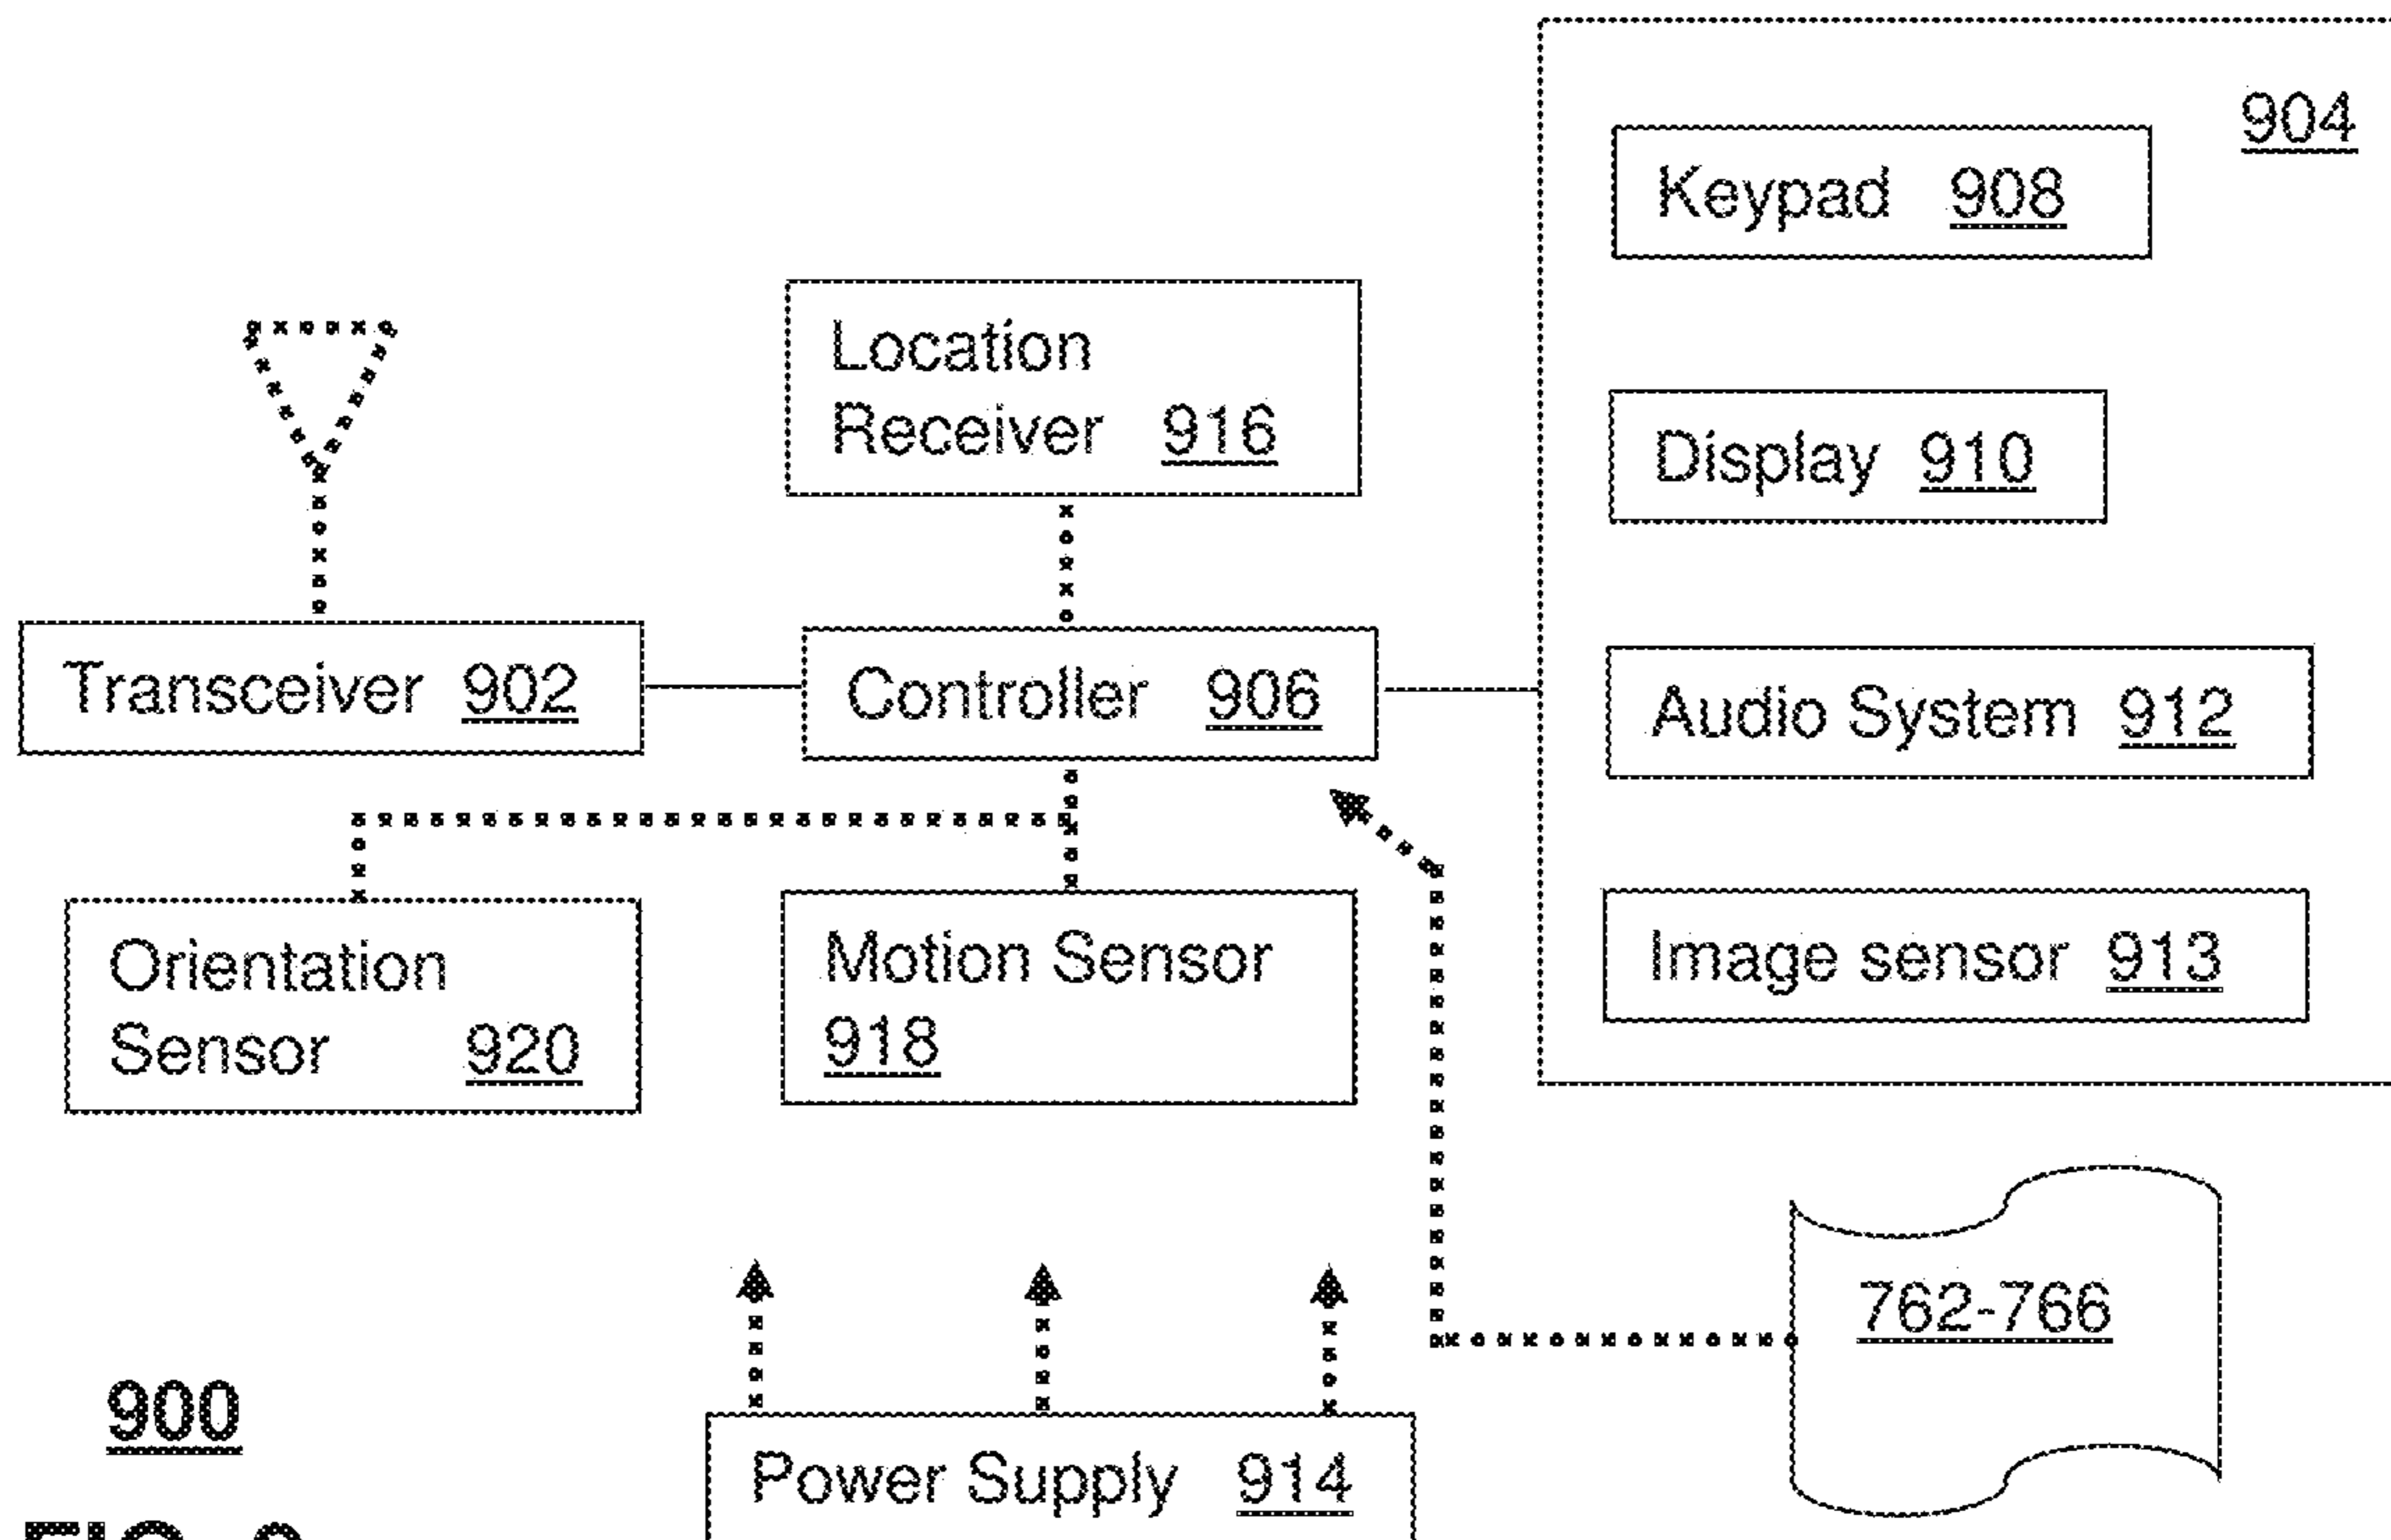 904
Keypad 908
Location
Receiver 916
Display 910
Transceiver 902
Controller 906
Audio System 912
Orientation
Sensor 920
Motion Sensor
918
Image sensor 913
762-766
900
Power Supply 914